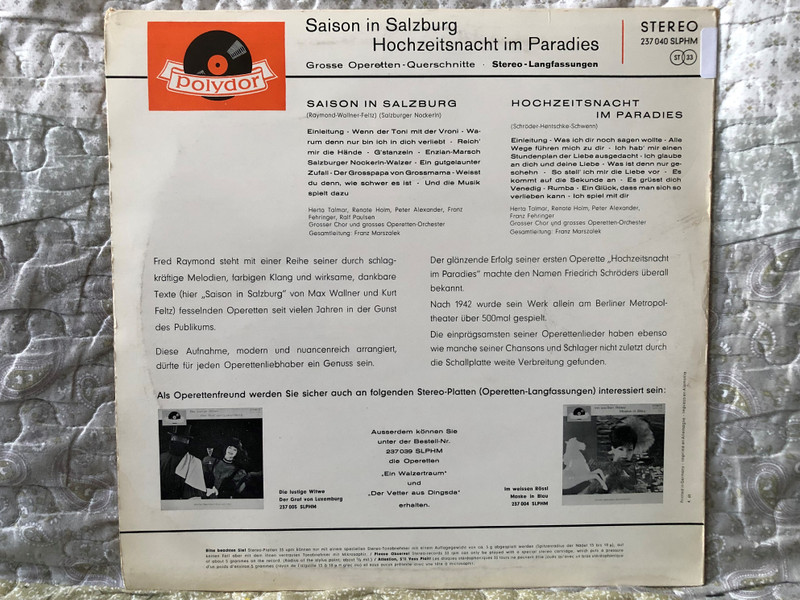 Saison in Salzburg
Hochzeitsnacht im Paradies
Grosse Operetten-Querschnitte · Stereo-Langfassungen
STEREO
237 040 SLPHM
ST 33
polydor
SAISON IN SALZBURG
(Raymond-Wallner-Feltz) (Salzburger Nockerln)
Einleitung - Wenn der Toni mit der Vroni - Wa-
rum denn nur bin ich in dich verliebt - Reich'
mir die Hände - G'stanzeln - Enzian-Marsch
Salzburger Nockerln-Walzer - Ein gutgelaunter
Zufall - Der Grosspapa von Grossmama - Weisst
du denn, wie schwer es ist - Und die Musik
spielt dazu
Herta Talmar, Renate Holm, Peter Alexander, Franz
Fehringer, Ralf Paulsen
Grosser Chor und grosses Operetten-Orchester
Gesamtleitung: Franz Marszalek
HOCHZEITSNACHT
IM PARADIES
(Schröder-Hentschke-Schwenn)
Einleitung - Was ich dir noch sagen wollte - Alle
Wege führen mich zu dir - Ich hab' mir einen
Stundenplan der Liebe ausgedacht - Ich glaube
an dich und deine Liebe - Was ist denn nur ge-
schehn - So stell' ich mir die Liebe vor - Es
kommt auf die Sekunde an - Es grüsst dich
Venedig - Rumba - Ein Glück, dass man sich so
verlieben kann - Ich spiel mit dir
Herta Talmar, Renate Holm, Peter Alexander,
Franz Fehringer
Grosser Chor und grosses Operetten-Orchester
Gesamtleitung: Franz Marszalek
Fred Raymond steht mit einer Reihe seiner durch schlag-
kräftige Melodien, farbigen Klang und wirksame, dankbare
Texte (hier „Saison in Salzburg" von Max Wallner und Kurt
Feltz) fesselnden Operetten seit vielen Jahren in der Gunst
des Publikums.
Diese Aufnahme, modern und nuancenreich arrangiert,
dürfte für jeden Operettenliebhaber ein Genuss sein.
Der glänzende Erfolg seiner ersten Operette „Hochzeitsnacht
im Paradies" machte den Namen Friedrich Schröders überall
bekannt.
Nach 1942 wurde sein Werk allein am Berliner Metropol-
theater über 500mal gespielt.
Die einprägsamsten seiner Operettenlieder haben ebenso
wie manche seiner Chansons und Schlager nicht zuletzt durch
die Schallplatte weite Verbreitung gefunden.
Als Operettenfreund werden Sie sicher auch an folgenden Stereo-Platten (Operetten-Langfassungen) interessiert sein:
Die lustige Witwe
Der Graf von Luxemburg
237 005 SLPHM
Ausserdem können Sie
unter der Bestell-Nr.
237 039 SLPHM
die Operetten
„Ein Walzertraum"
und
„Der Vetter aus Dingsda"
erhalten.
Im weissen Rössl
Maske in Blau
237 004 SLPHM